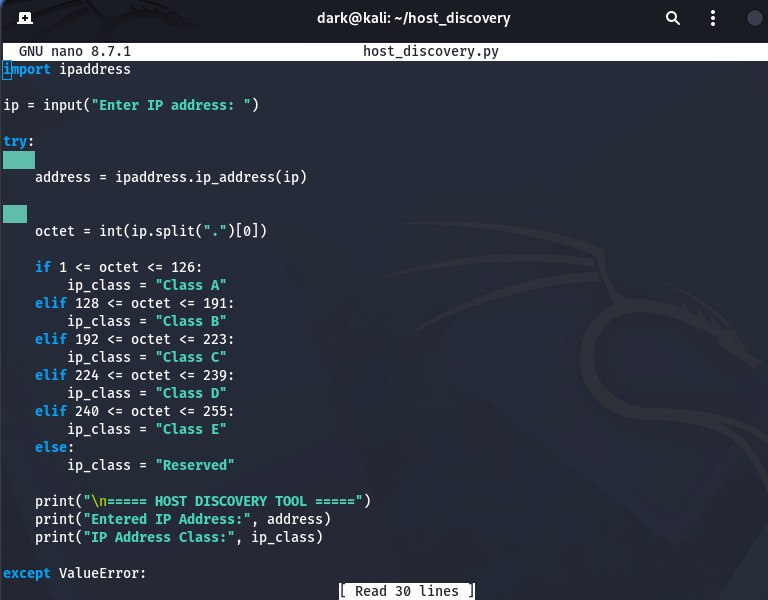 dark@kali: ~/host_discovery
GNU nano 8.7.1 host_discovery.py
import ipaddress
ip = input("Enter IP address: ")
try:
    address = ipaddress.ip_address(ip)
    octet = int(ip.split(".")[0])
    if 1 <= octet <= 126:
        ip_class = "Class A"
    elif 128 <= octet <= 191:
        ip_class = "Class B"
    elif 192 <= octet <= 223:
        ip_class = "Class C"
    elif 224 <= octet <= 239:
        ip_class = "Class D"
    elif 240 <= octet <= 255:
        ip_class = "Class E"
    else:
        ip_class = "Reserved"
    print("\n===== HOST DISCOVERY TOOL =====")
    print("Entered IP Address:", address)
    print("IP Address Class:", ip_class)
except ValueError:
[ Read 30 lines ]